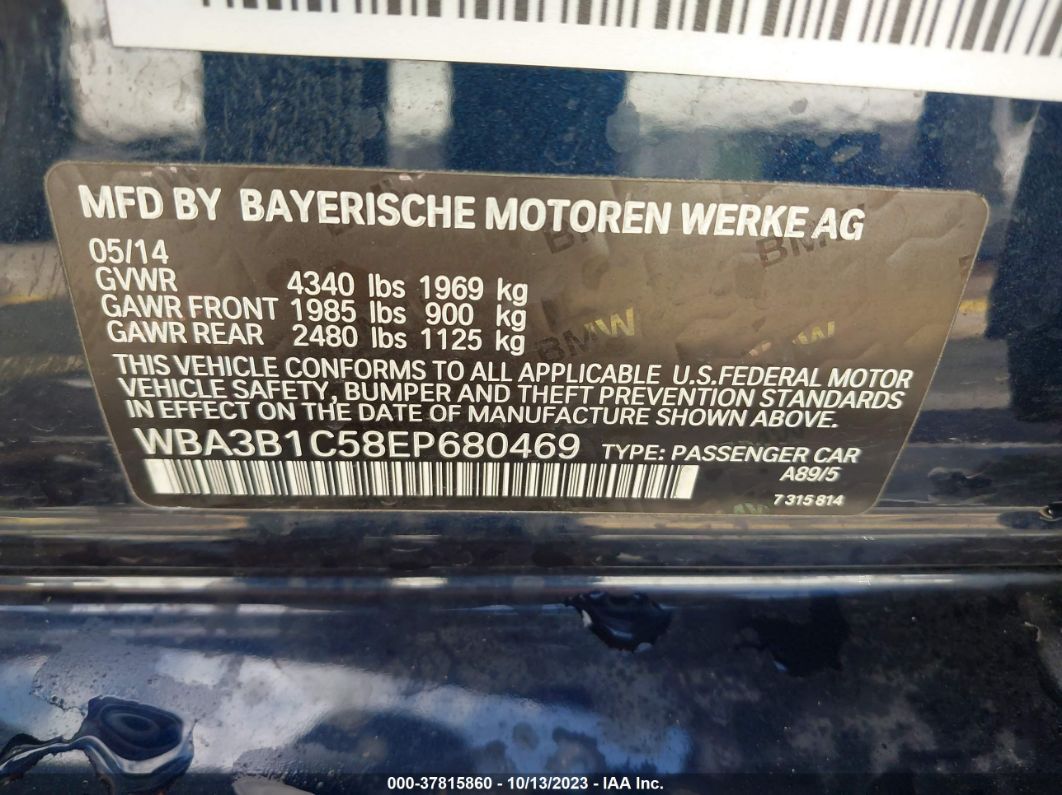 MFD BY BAYERISCHE MOTOREN WERKE AG
05/14
GVWR 4340 lbs 1969 kg
GAWR FRONT 1985 lbs 900 kg
GAWR REAR 2480 lbs 1125 kg
THIS VEHICLE CONFORMS TO ALL APPLICABLE U.S.FEDERAL MOTOR
VEHICLE SAFETY, BUMPER AND THEFT PREVENTION STANDARDS
IN EFFECT ON THE DATE OF MANUFACTURE SHOWN ABOVE.
WBA3B1C58EP680469 TYPE: PASSENGER CAR
A89/5
7 315 814
BMW
BMW
BMW
000-37815860 - 10/13/2023 - IAA Inc.